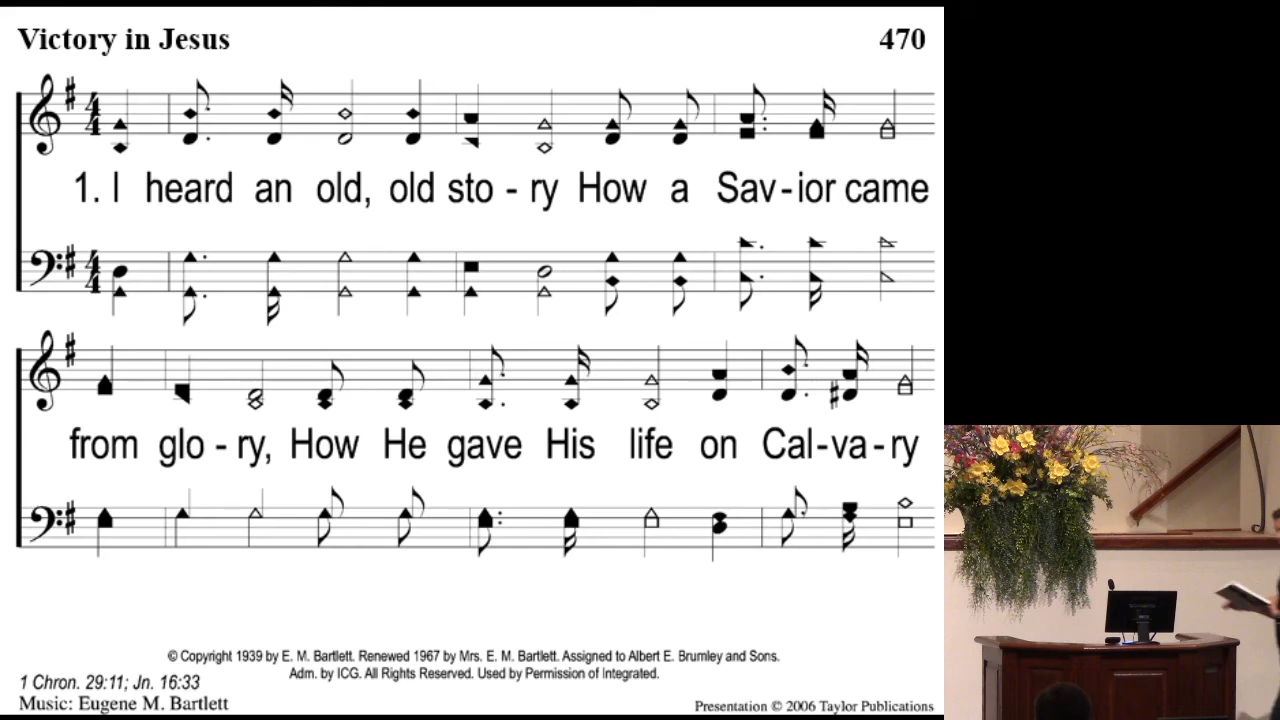 Victory in Jesus 470
1. I heard an old, old sto - ry How a Sav - ior came
from glo - ry, How He gave His life on Cal - va - ry
© Copyright 1939 by E. M. Bartlett. Renewed 1967 by Mrs. E. M. Bartlett. Assigned to Albert E. Brumley and Sons.
Adm. by ICG. All Rights Reserved. Used by Permission of Integrated.
1 Chron. 29:11; Jn. 16:33
Music: Eugene M. Bartlett
Presentation © 2006 Taylor Publications